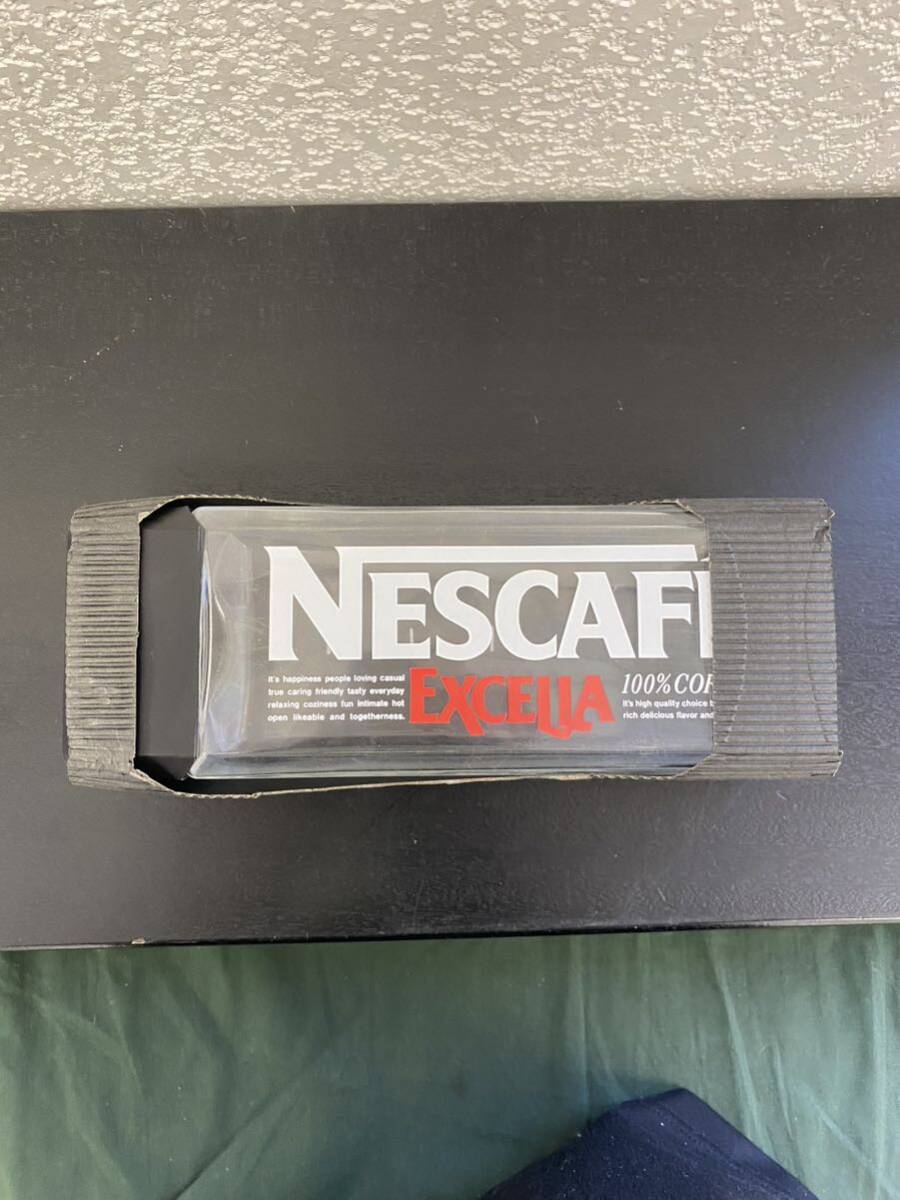 NESCAF
It's happiness people loving casual
true caring friendly tasty everyday
relaxing coziness fun intimate hot
open likeable and togetherness.
EXCELLA
100% COF
It's high quality choice b
rich delicious flavor and